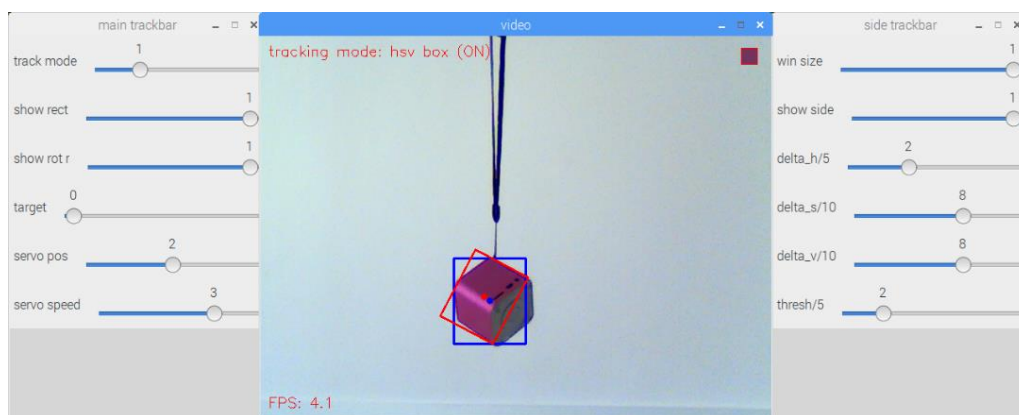 main trackbar
1
track mode
1
show rect
1
show rot r
0
target
2
servo pos
3
servo speed
video
tracking mode: hsv box (ON)
FPS: 4.1
side trackbar
1
win size
1
show side
2
delta_h/5
8
delta_s/10
8
delta_v/10
2
thresh/5